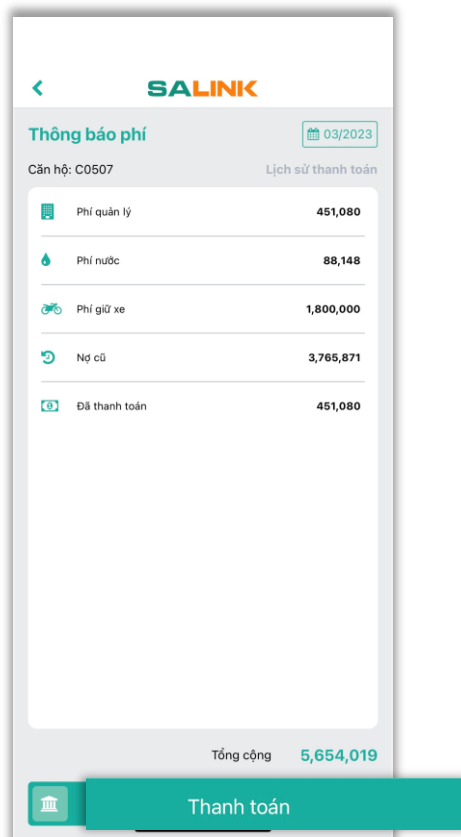 SALINK
Thông báo phí 03/2023
Căn hộ: C0507 Lịch sử thanh toán
Phí quản lý 451,080
Phí nước 88,148
Phí giữ xe 1,800,000
Nợ cũ 3,765,871
Đã thanh toán 451,080
Tổng cộng 5,654,019
Thanh toán